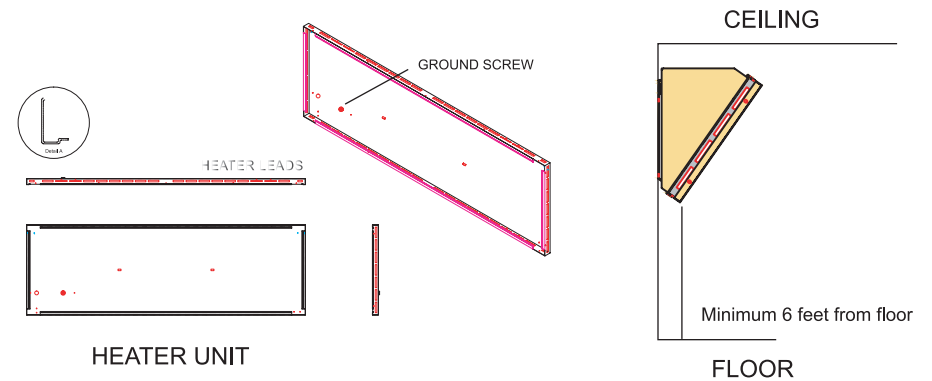 CEILING
GROUND SCREW
Detail A
HEATER LEADS
Minimum 6 feet from floor
HEATER UNIT
FLOOR